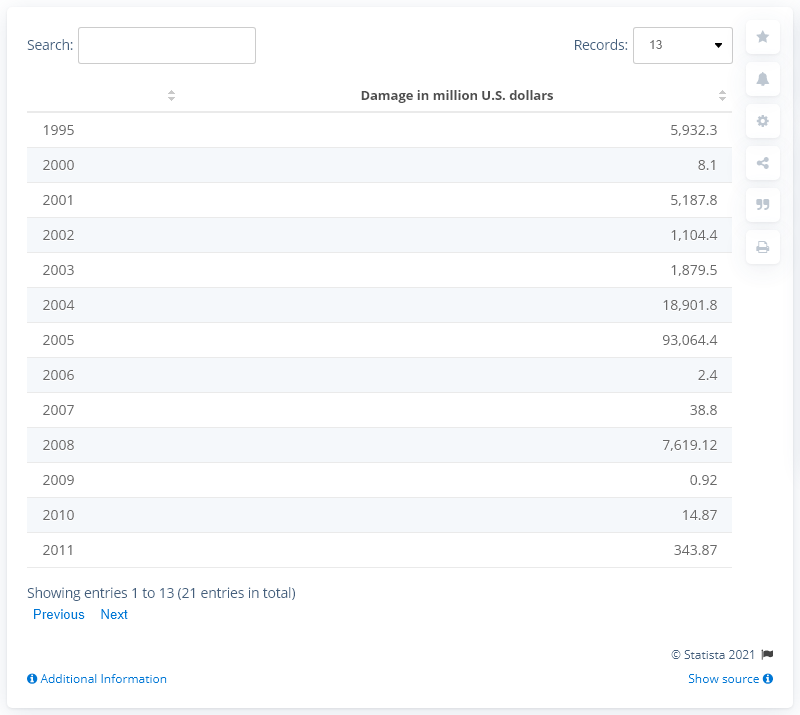 Search: Records: 13
Damage in million U.S. dollars
1995 5,932.3
2000 8.1
2001 5,187.8
2002 1,104.4
2003 1,879.5
2004 18,901.8
2005 93,064.4
2006 2.4
2007 38.8
2008 7,619.12
2009 0.92
2010 14.87
2011 343.87
Showing entries 1 to 13 (21 entries in total)
Previous Next
© Statista 2021
Additional Information Show source